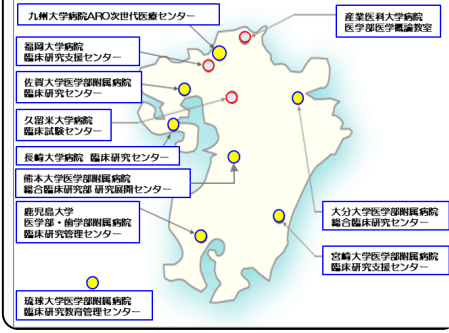 九州大学病院ARO次世代医療センター
産業医科大学病院
医学部医学概論教室
福岡大学病院
臨床研究支援センター
佐賀大学医学部附属病院
臨床研究センター
久留米大学病院
臨床試験センター
長崎大学病院 臨床研究センター
熊本大学医学部附属病院
総合臨床研究部 研究展開センター
鹿児島大学
医学部・歯学部附属病院
臨床研究管理センター
大分大学医学部附属病院
総合臨床研究センター
宮崎大学医学部附属病院
臨床研究支援センター
琉球大学医学部附属病院
臨床研究教育管理センター